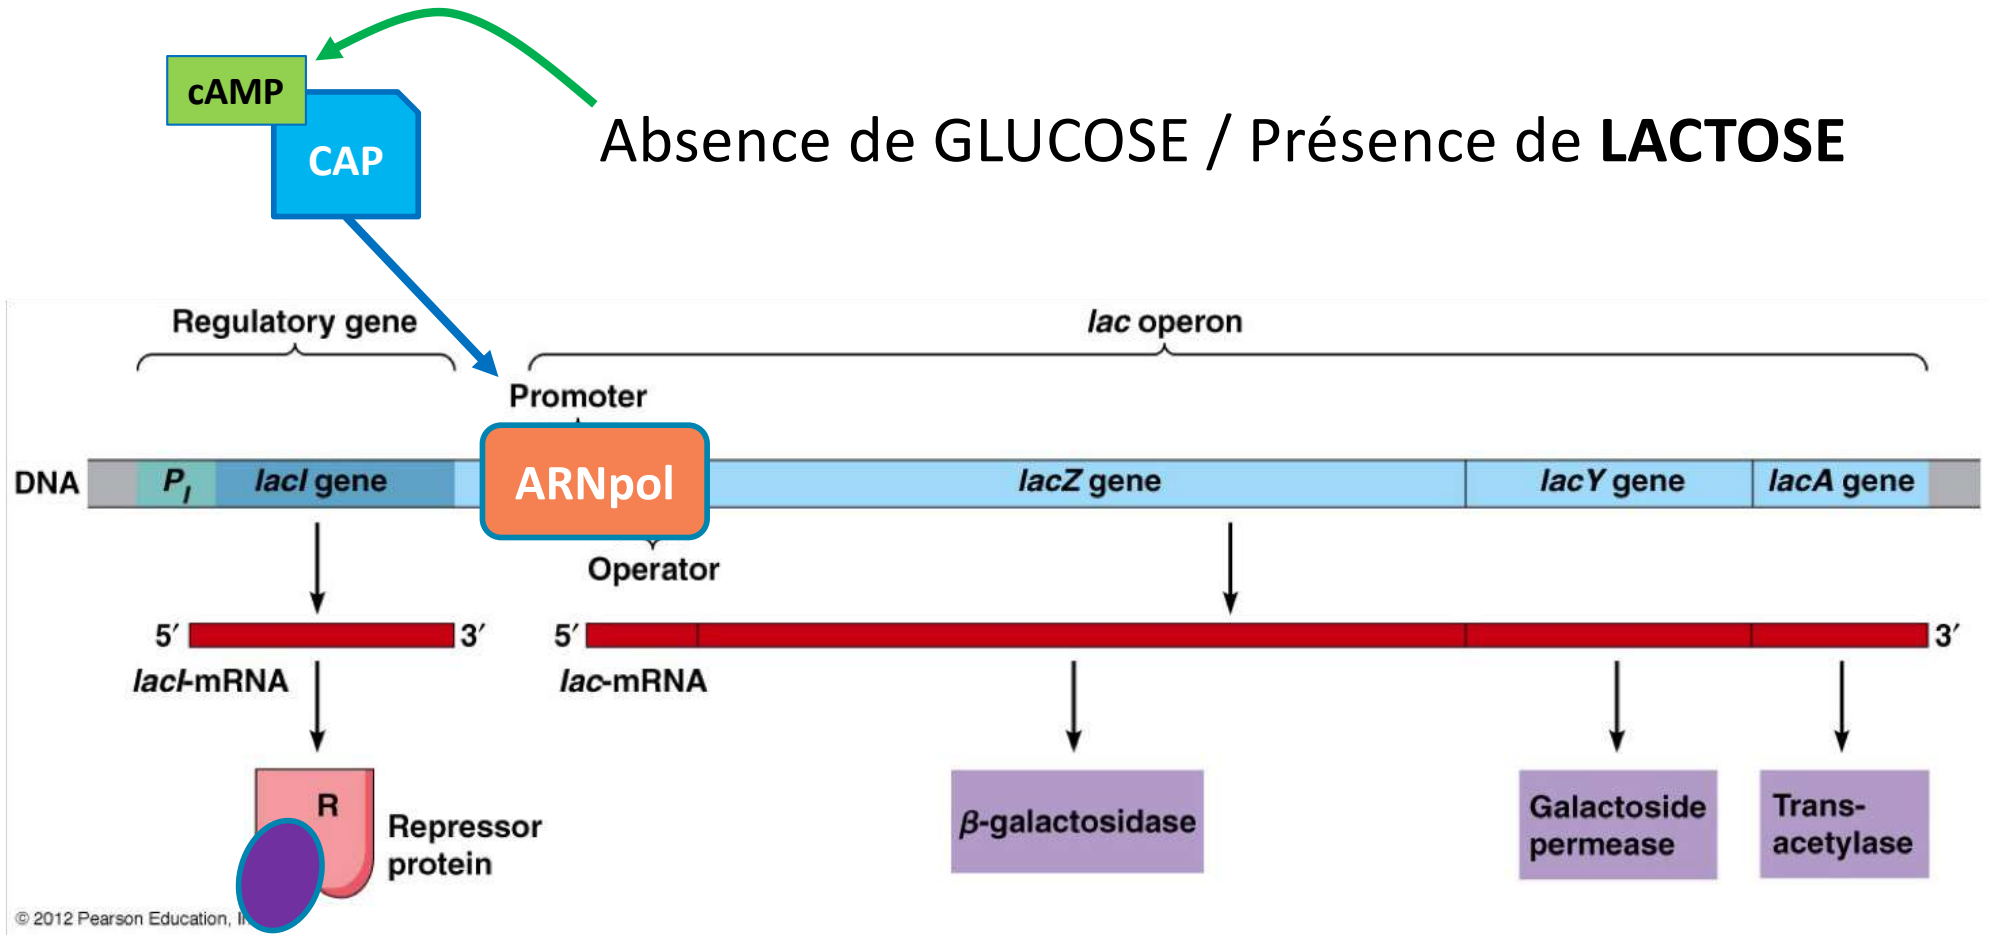 cAMP
CAP
Absence de GLUCOSE / Présence de LACTOSE
Regulatory gene
lac operon
Promoter
DNA
PI
lacI gene
ARNpol
lacZ gene
lacY gene
lacA gene
Operator
5′
3′
5′
3′
lacI-mRNA
lac-mRNA
R
Repressor
protein
β-galactosidase
Galactoside
permease
Trans-
acetylase
© 2012 Pearson Education,